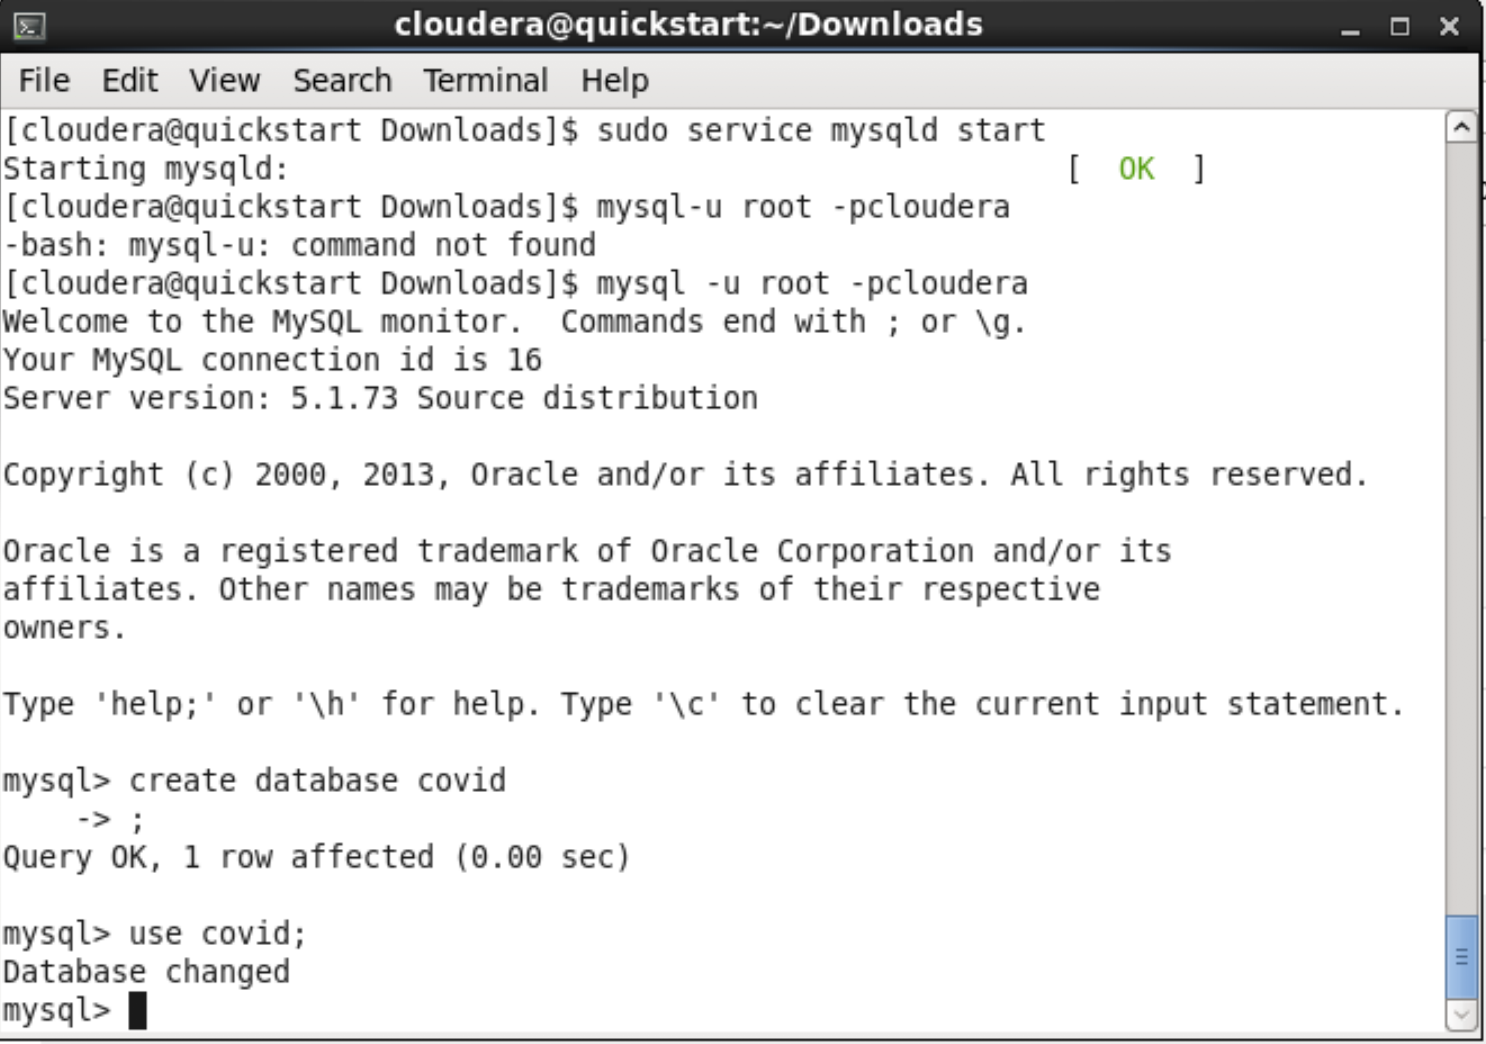 cloudera@quickstart:~/Downloads
File Edit View Search Terminal Help
[cloudera@quickstart Downloads]$ sudo service mysqld start
Starting mysqld:                                           [  OK  ]
[cloudera@quickstart Downloads]$ mysql-u root -pcloudera
-bash: mysql-u: command not found
[cloudera@quickstart Downloads]$ mysql -u root -pcloudera
Welcome to the MySQL monitor.  Commands end with ; or \g.
Your MySQL connection id is 16
Server version: 5.1.73 Source distribution
Copyright (c) 2000, 2013, Oracle and/or its affiliates. All rights reserved.
Oracle is a registered trademark of Oracle Corporation and/or its
affiliates. Other names may be trademarks of their respective
owners.
Type 'help;' or '\h' for help. Type '\c' to clear the current input statement.
mysql> create database covid
    -> ;
Query OK, 1 row affected (0.00 sec)
mysql> use covid;
Database changed
mysql>